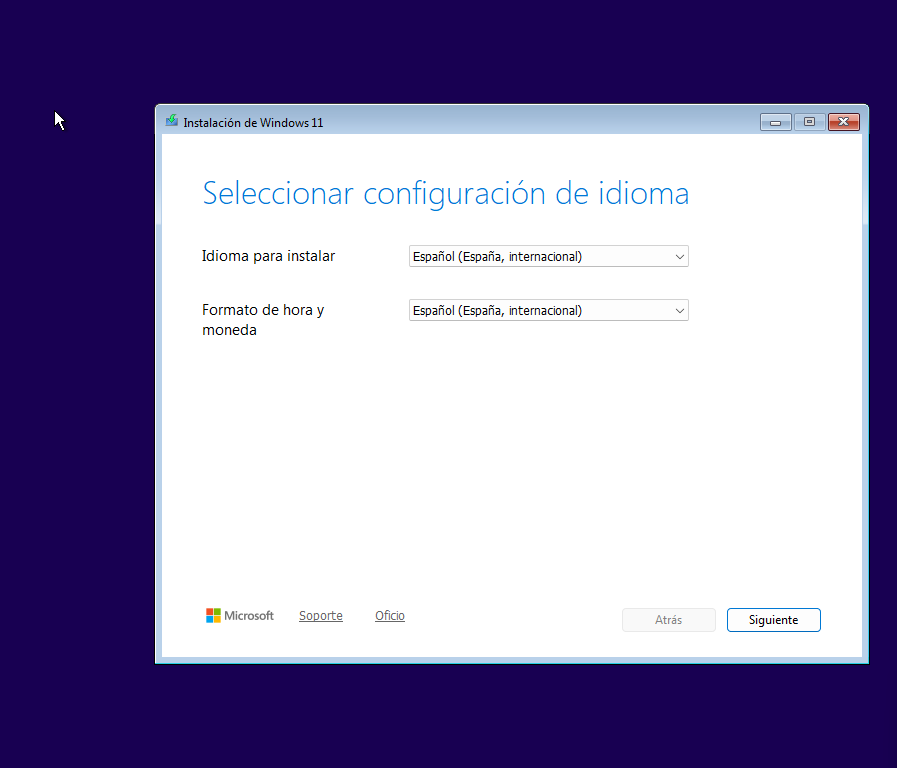 Instalación de Windows 11
Seleccionar configuración de idioma
Idioma para instalar
Español (España, internacional)
Formato de hora y
moneda
Español (España, internacional)
Microsoft
Soporte
Oficio
Atrás
Siguiente